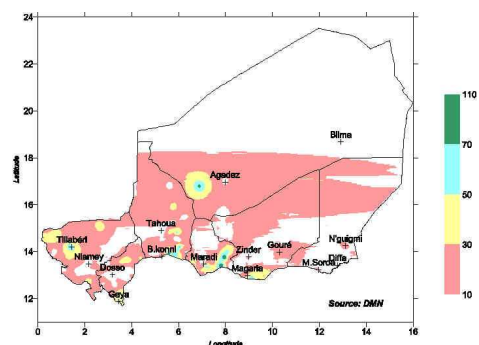 24
22
20
18
16
14
12
Latitude
0 2 4 6 8 10 12 14 16
Longitude
Bilma
Agadez
Tahoua
Tillabéri
Niamey
Dosso
Gaya
B.konni
Maradi
Zinder
Gouré
Magaria
N'guigmi
Diffa
M.Soroa
Source: DMN
110
70
50
30
10